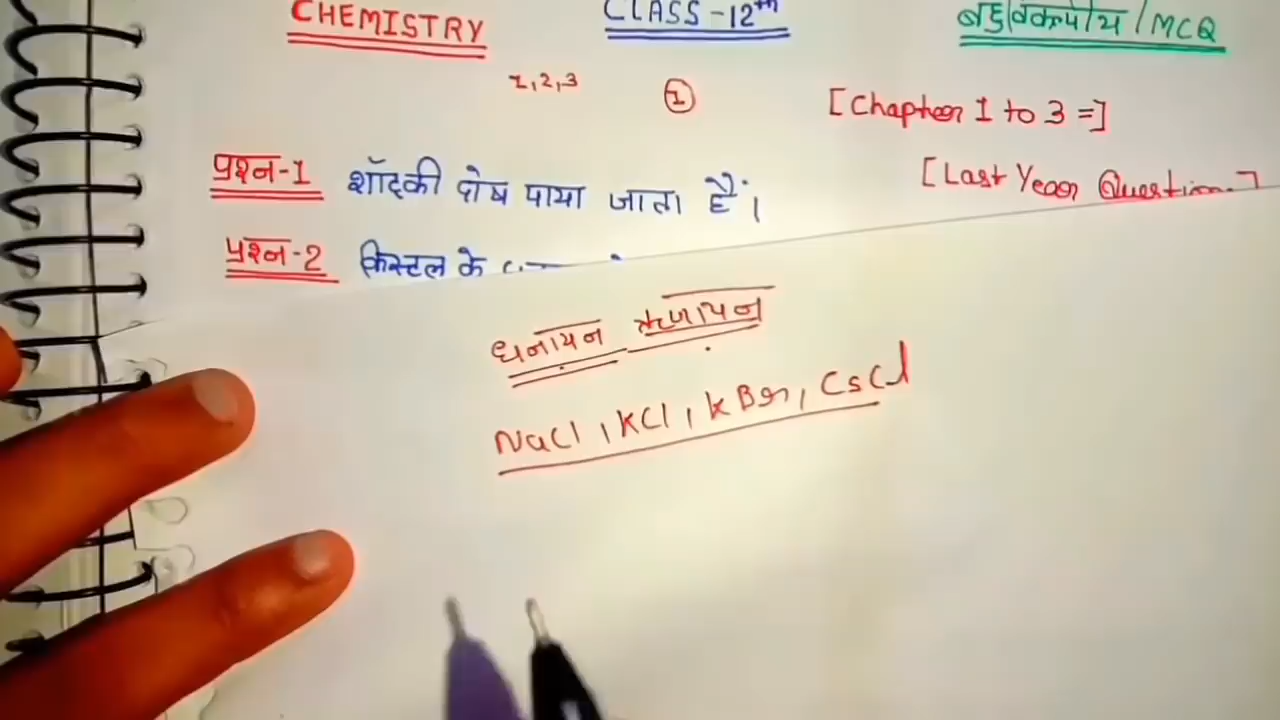 CHEMISTRY CLASS-12th बहुविकल्पीय / MCQ
1,2,3 1 [Chapter 1 to 3 =]
प्रश्न-1 शॉट्की दोष पाया जाता हैं। [Last Year Question]
प्रश्न-2 क्रिस्टल के
धनायन ऋणायन
NaCl, KCl, KBr, CsCl